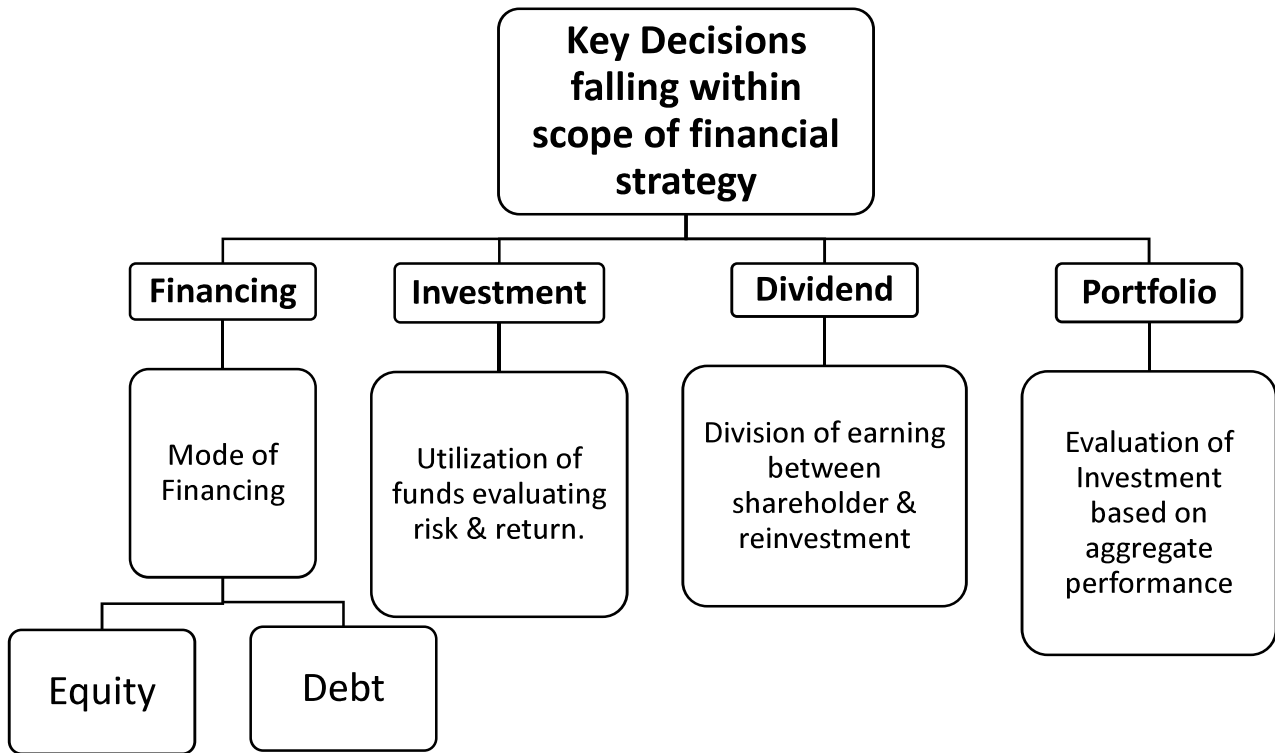 Key Decisions
falling within
scope of financial
strategy
Financing
Investment
Dividend
Portfolio
Mode of
Financing
Utilization of
funds evaluating
risk & return.
Division of earning
between
shareholder &
reinvestment
Evaluation of
Investment
based on
aggregate
performance
Equity
Debt